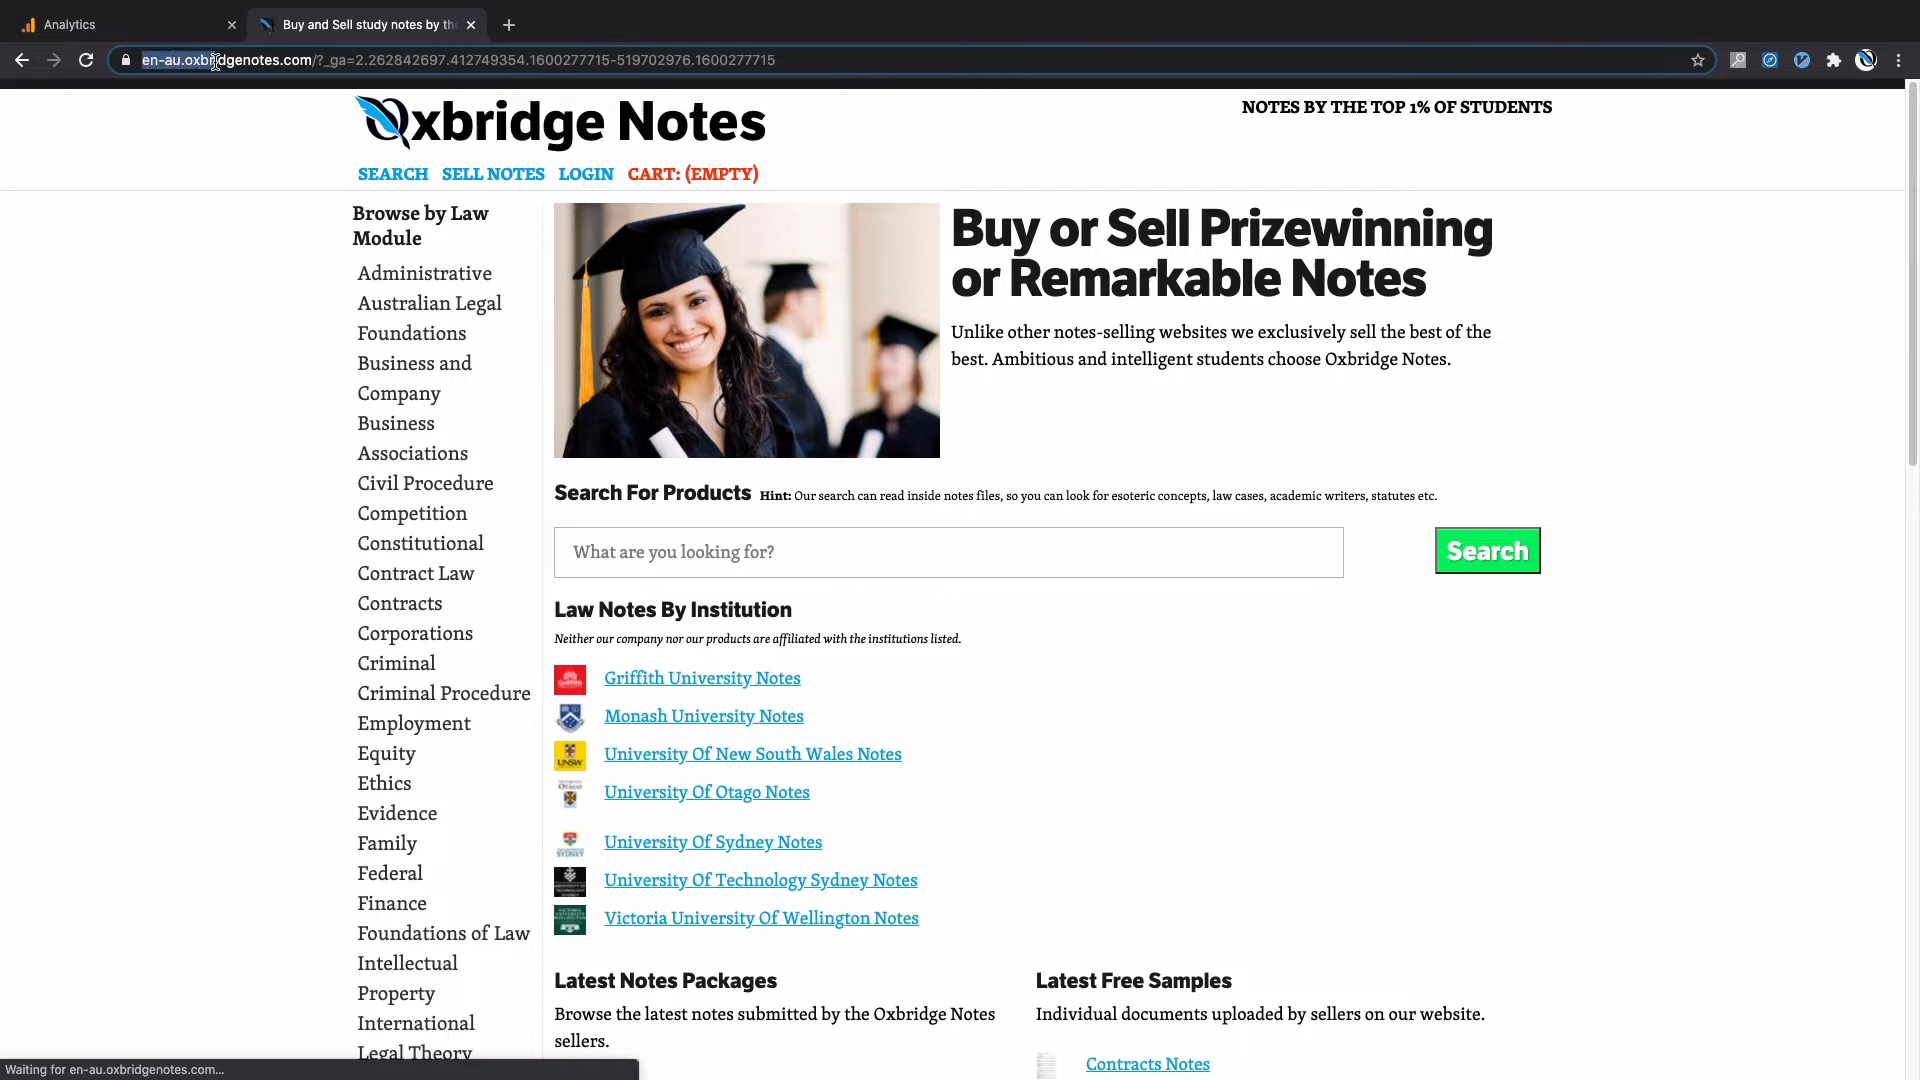 Analytics
Buy and Sell study notes by the
en-au.oxbridgenotes.com/?_ga=2.262842697.412749354.1600277715-519702976.1600277715
Oxbridge Notes
NOTES BY THE TOP 1% OF STUDENTS
SEARCH SELL NOTES LOGIN CART: (EMPTY)
Browse by Law
Module
Administrative
Australian Legal
Foundations
Business and
Company
Business
Associations
Civil Procedure
Competition
Constitutional
Contract Law
Contracts
Corporations
Criminal
Criminal Procedure
Employment
Equity
Ethics
Evidence
Family
Federal
Finance
Foundations of Law
Intellectual
Property
International
Legal Theory
Buy or Sell Prizewinning
or Remarkable Notes
Unlike other notes-selling websites we exclusively sell the best of the
best. Ambitious and intelligent students choose Oxbridge Notes.
Search For Products Hint: Our search can read inside notes files, so you can look for esoteric concepts, law cases, academic writers, statutes etc.
What are you looking for?
Search
Law Notes By Institution
Neither our company nor our products are affiliated with the institutions listed.
Griffith University Notes
Monash University Notes
UNSW
University Of New South Wales Notes
OTAGO
University Of Otago Notes
SYDNEY
University Of Sydney Notes
University Of Technology Sydney Notes
Victoria University Of Wellington Notes
Latest Notes Packages
Browse the latest notes submitted by the Oxbridge Notes
sellers.
Latest Free Samples
Individual documents uploaded by sellers on our website.
Contracts Notes
Waiting for en-au.oxbridgenotes.com...